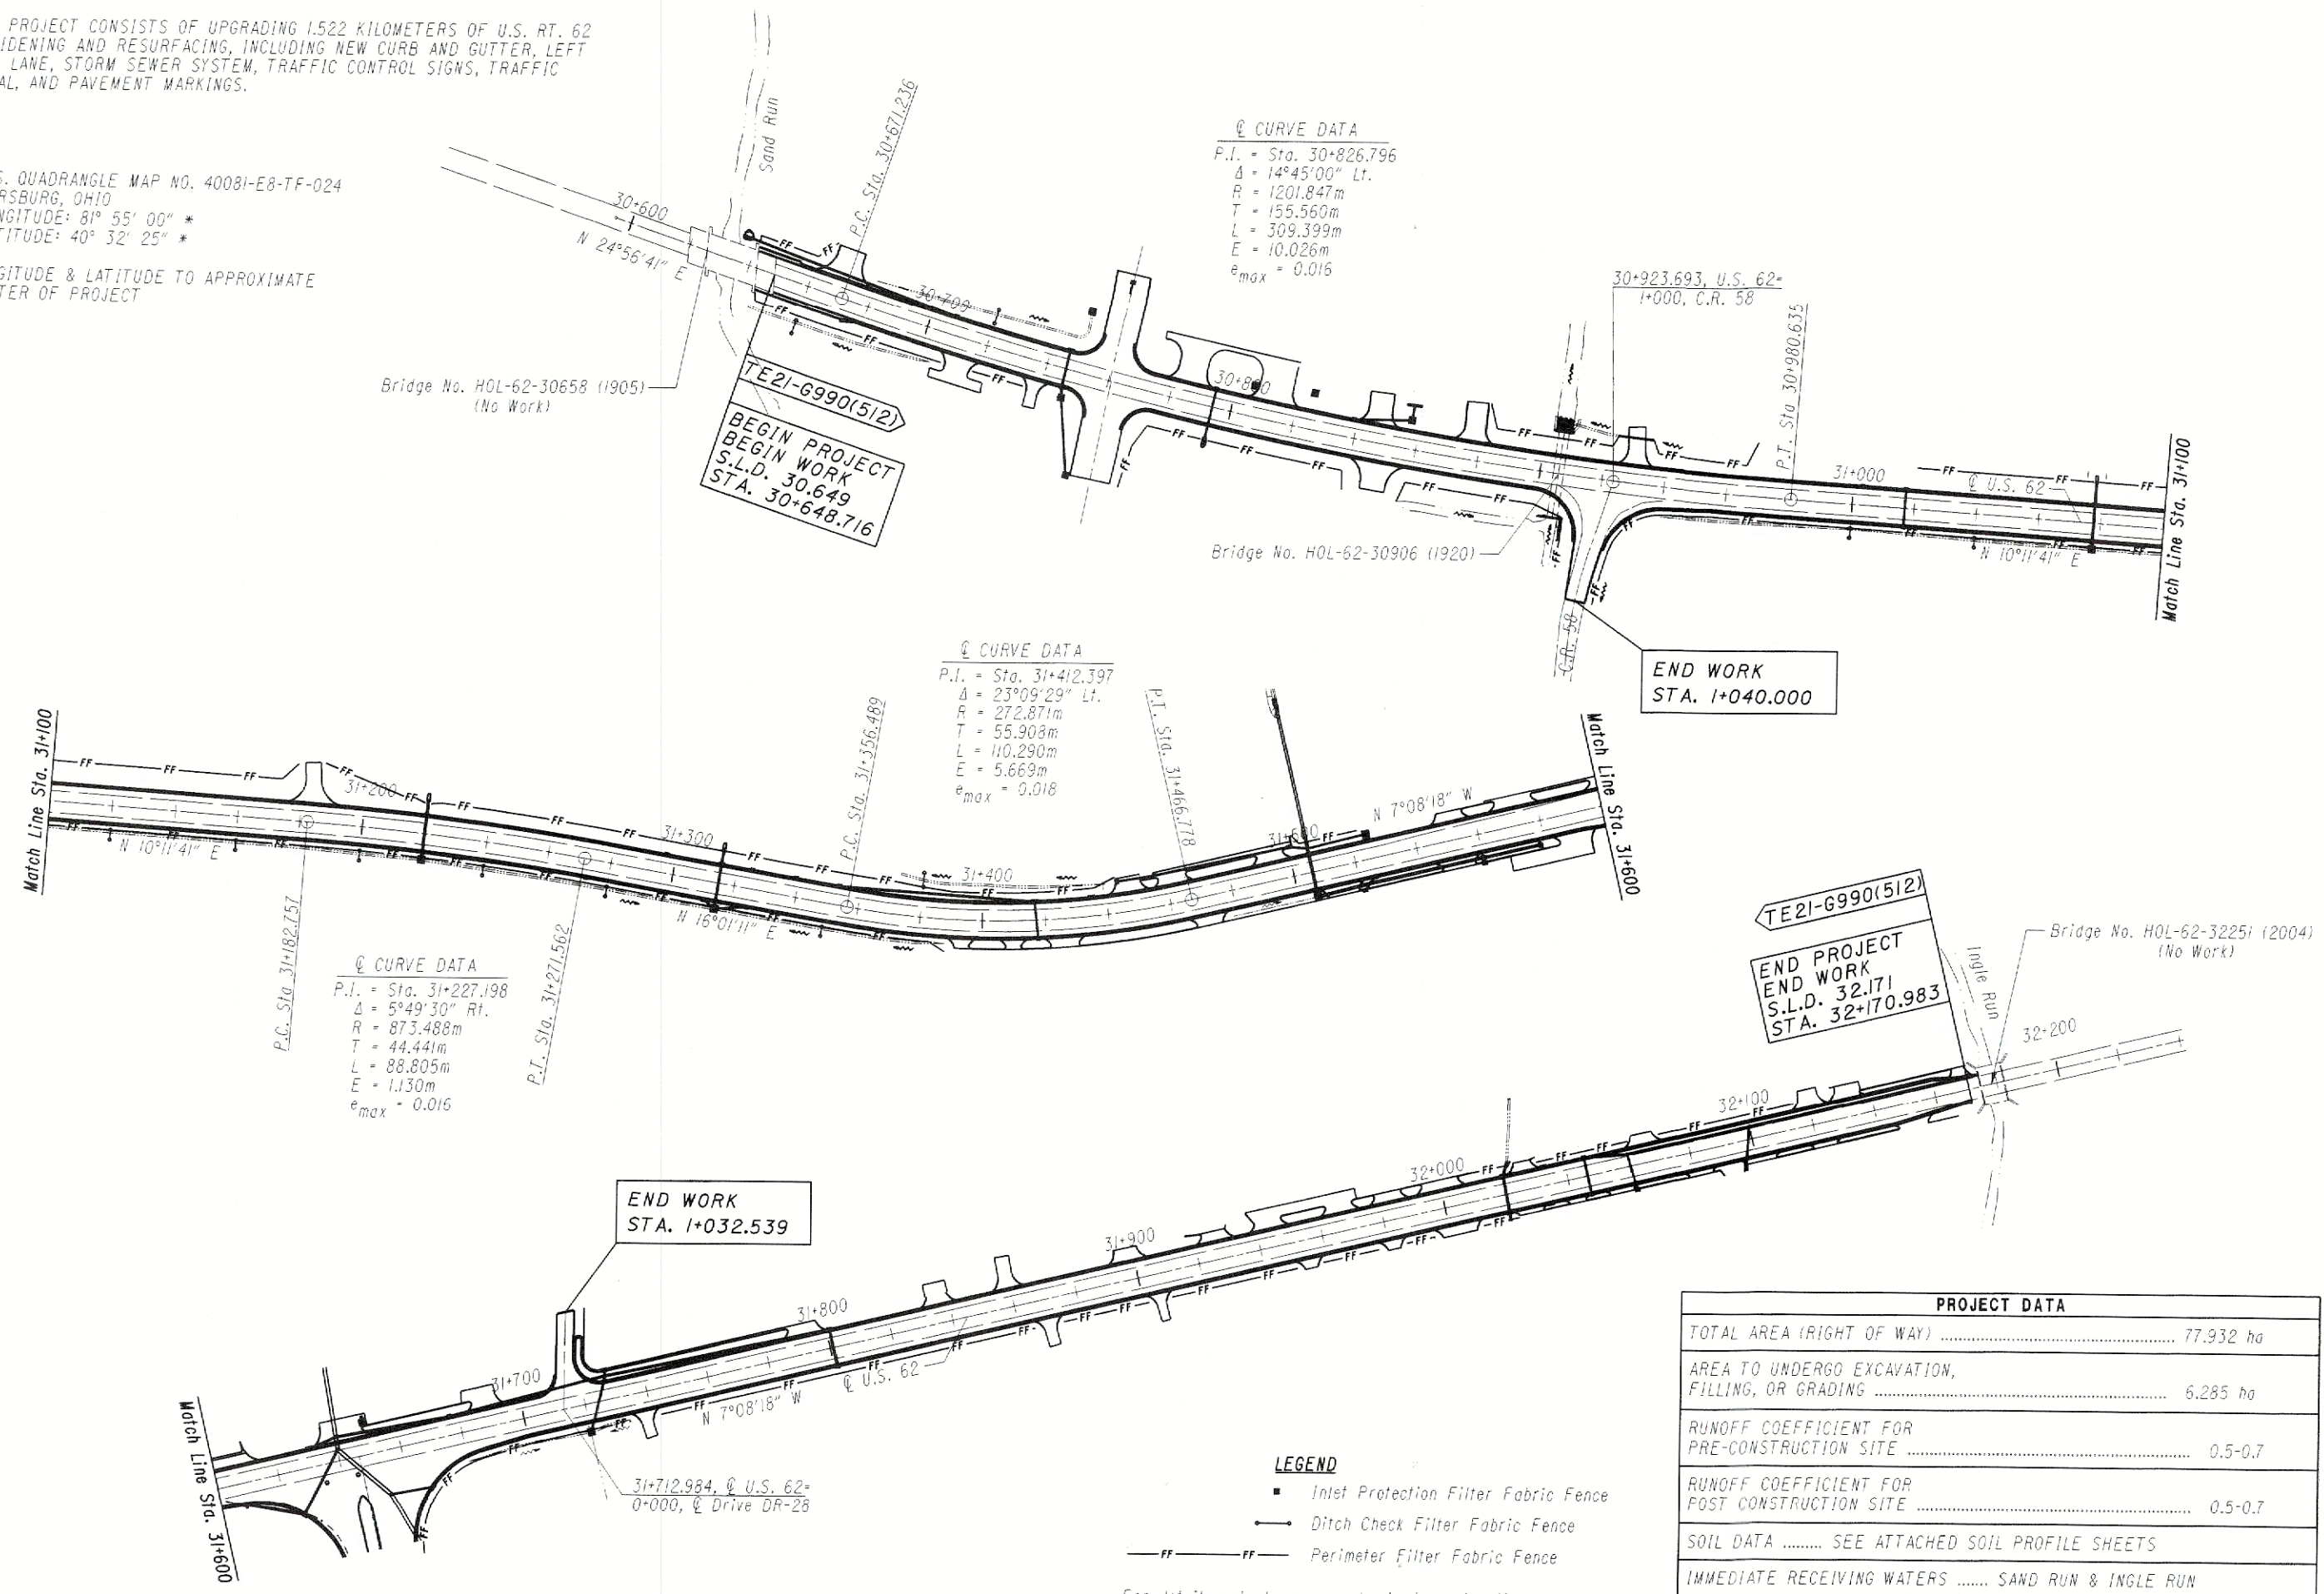 PROJECT CONSISTS OF UPGRADING 1.522 KILOMETERS OF U.S. RT. 62
IDENING AND RESURFACING, INCLUDING NEW CURB AND GUTTER, LEFT
LANE, STORM SEWER SYSTEM, TRAFFIC CONTROL SIGNS, TRAFFIC
AL, AND PAVEMENT MARKINGS.
S. QUADRANGLE MAP NO. 40081-E8-TF-024
RSBURG, OHIO
NGITUDE: 81° 55' 00" *
TITUDE: 40° 32' 25" *
GITUDE & LATITUDE TO APPROXIMATE
TER OF PROJECT
Sand Run
30+600
N 24°56'41" E
P.C. Sta. 30+671.236
30+700
Bridge No. HOL-62-30658 (1905)
(No Work)
TE21-G990(512)
BEGIN PROJECT
BEGIN WORK
S.L.D. 30.649
STA. 30+648.716
℄ CURVE DATA
P.I. = Sta. 30+826.796
Δ = 14°45'00" Lt.
R = 1201.847m
T = 155.560m
L = 309.399m
E = 10.026m
emax = 0.016
30+800
30+923.693, U.S. 62=
1+000, C.R. 58
P.T. Sta 30+980.635
31+000
℄ U.S. 62
N 10°11'41" E
Match Line Sta. 31+100
Bridge No. HOL-62-30906 (1920)
C.R. 58
END WORK
STA. 1+040.000
Match Line Sta. 31+100
N 10°11'41" E
31+200
P.C. Sta 31+182.757
℄ CURVE DATA
P.I. = Sta. 31+227.198
Δ = 5°49'30" Rt.
R = 873.488m
T = 44.441m
L = 88.805m
E = 1.130m
emax = 0.016
P.T. Sta. 31+271.562
31+300
N 16°01'11" E
P.C. Sta. 31+356.489
℄ CURVE DATA
P.I. = Sta. 31+412.397
Δ = 23°09'29" Lt.
R = 272.871m
T = 55.908m
L = 110.290m
E = 5.669m
emax = 0.018
31+400
P.T. Sta. 31+466.778
31+500
N 7°08'18" W
Match Line Sta. 31+600
TE21-G990(512)
END PROJECT
END WORK
S.L.D. 32.171
STA. 32+170.983
Ingle Run
Bridge No. HOL-62-32251 (2004)
(No Work)
32+200
32+100
32+000
31+900
31+800
31+700
END WORK
STA. 1+032.539
℄ U.S. 62
N 7°08'18" W
Match Line Sta. 31+600
31+712.984, ℄ U.S. 62=
0+000, ℄ Drive DR-28
LEGEND
Inlet Protection Filter Fabric Fence
Ditch Check Filter Fabric Fence
FF FF Perimeter Filter Fabric Fence
PROJECT DATA
TOTAL AREA (RIGHT OF WAY) ........ 77.932 ha
AREA TO UNDERGO EXCAVATION,
FILLING, OR GRADING ........ 6.285 ha
RUNOFF COEFFICIENT FOR
PRE-CONSTRUCTION SITE ........ 0.5-0.7
RUNOFF COEFFICIENT FOR
POST CONSTRUCTION SITE ........ 0.5-0.7
SOIL DATA ........ SEE ATTACHED SOIL PROFILE SHEETS
IMMEDIATE RECEIVING WATERS ....... SAND RUN & INGLE RUN